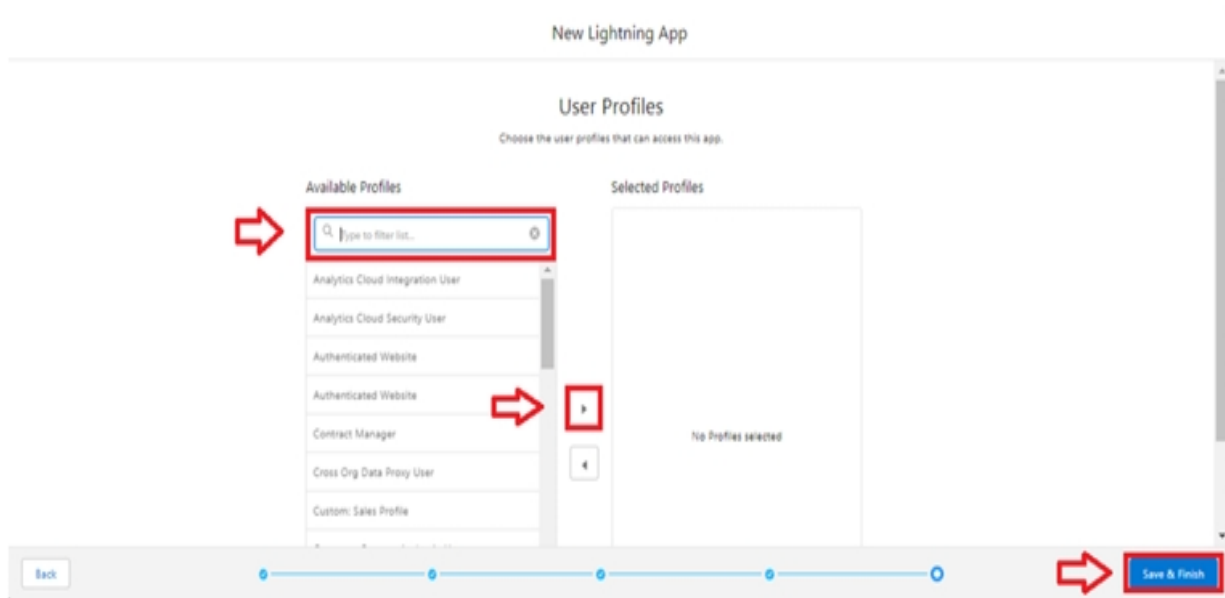 New Lightning App
User Profiles
Choose the user profiles that can access this app.
Available Profiles
Selected Profiles
Type to filter list...
Analytics Cloud Integration User
Analytics Cloud Security User
Authenticated Website
Authenticated Website
Contract Manager
No Profiles selected
Cross Org Data Proxy User
Custom: Sales Profile
Back
Save & Finish